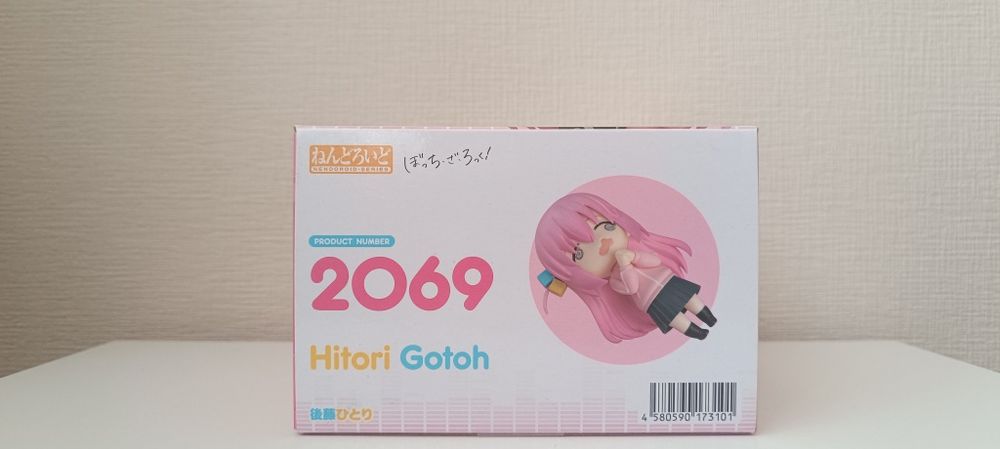 ねんどろいど
NENDOROID-SERIES
ぼっち・ざ・ろっく!
PRODUCT NUMBER
2069
Hitori Gotoh
後藤ひとり
4 580590 173101